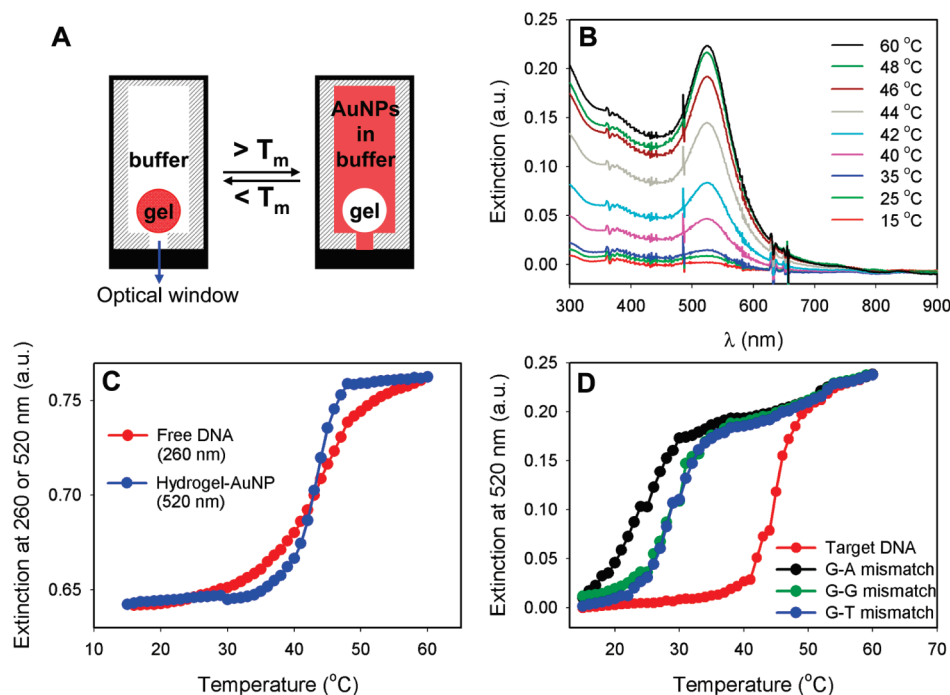 A
buffer
gel
> Tm
< Tm
AuNPs
in
buffer
gel
Optical window
B
Extinction (a.u.)
0.20
0.15
0.10
0.05
0.00
300 400 500 600 700 800 900
λ (nm)
60 °C
48 °C
46 °C
44 °C
42 °C
40 °C
35 °C
25 °C
15 °C
C
Extinction at 260 or 520 nm (a.u.)
0.75
0.70
0.65
10 20 30 40 50 60
Temperature (°C)
Free DNA
(260 nm)
Hydrogel-AuNP
(520 nm)
D
Extinction at 520 nm (a.u.)
0.25
0.20
0.15
0.10
0.05
0.00
20 30 40 50 60 70
Temperature (°C)
Target DNA
G-A mismatch
G-G mismatch
G-T mismatch